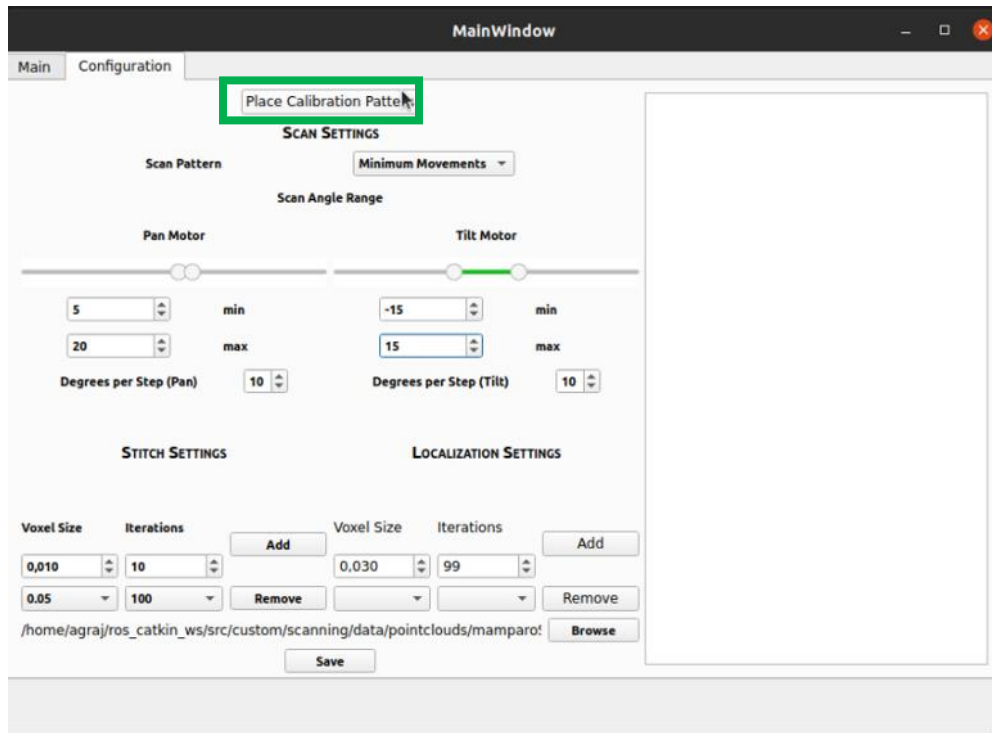 MainWindow
Main Configuration
Place Calibration Patte
SCAN SETTINGS
Scan Pattern Minimum Movements
Scan Angle Range
Pan Motor Tilt Motor
5 min -15 min
20 max 15 max
Degrees per Step (Pan) 10 Degrees per Step (Tilt) 10
STITCH SETTINGS LOCALIZATION SETTINGS
Voxel Size Iterations Add Voxel Size Iterations Add
0,010 10 0,030 99
0.05 100 Remove Remove
/home/agraj/ros_catkin_ws/src/custom/scanning/data/pointclouds/mamparo Browse
Save